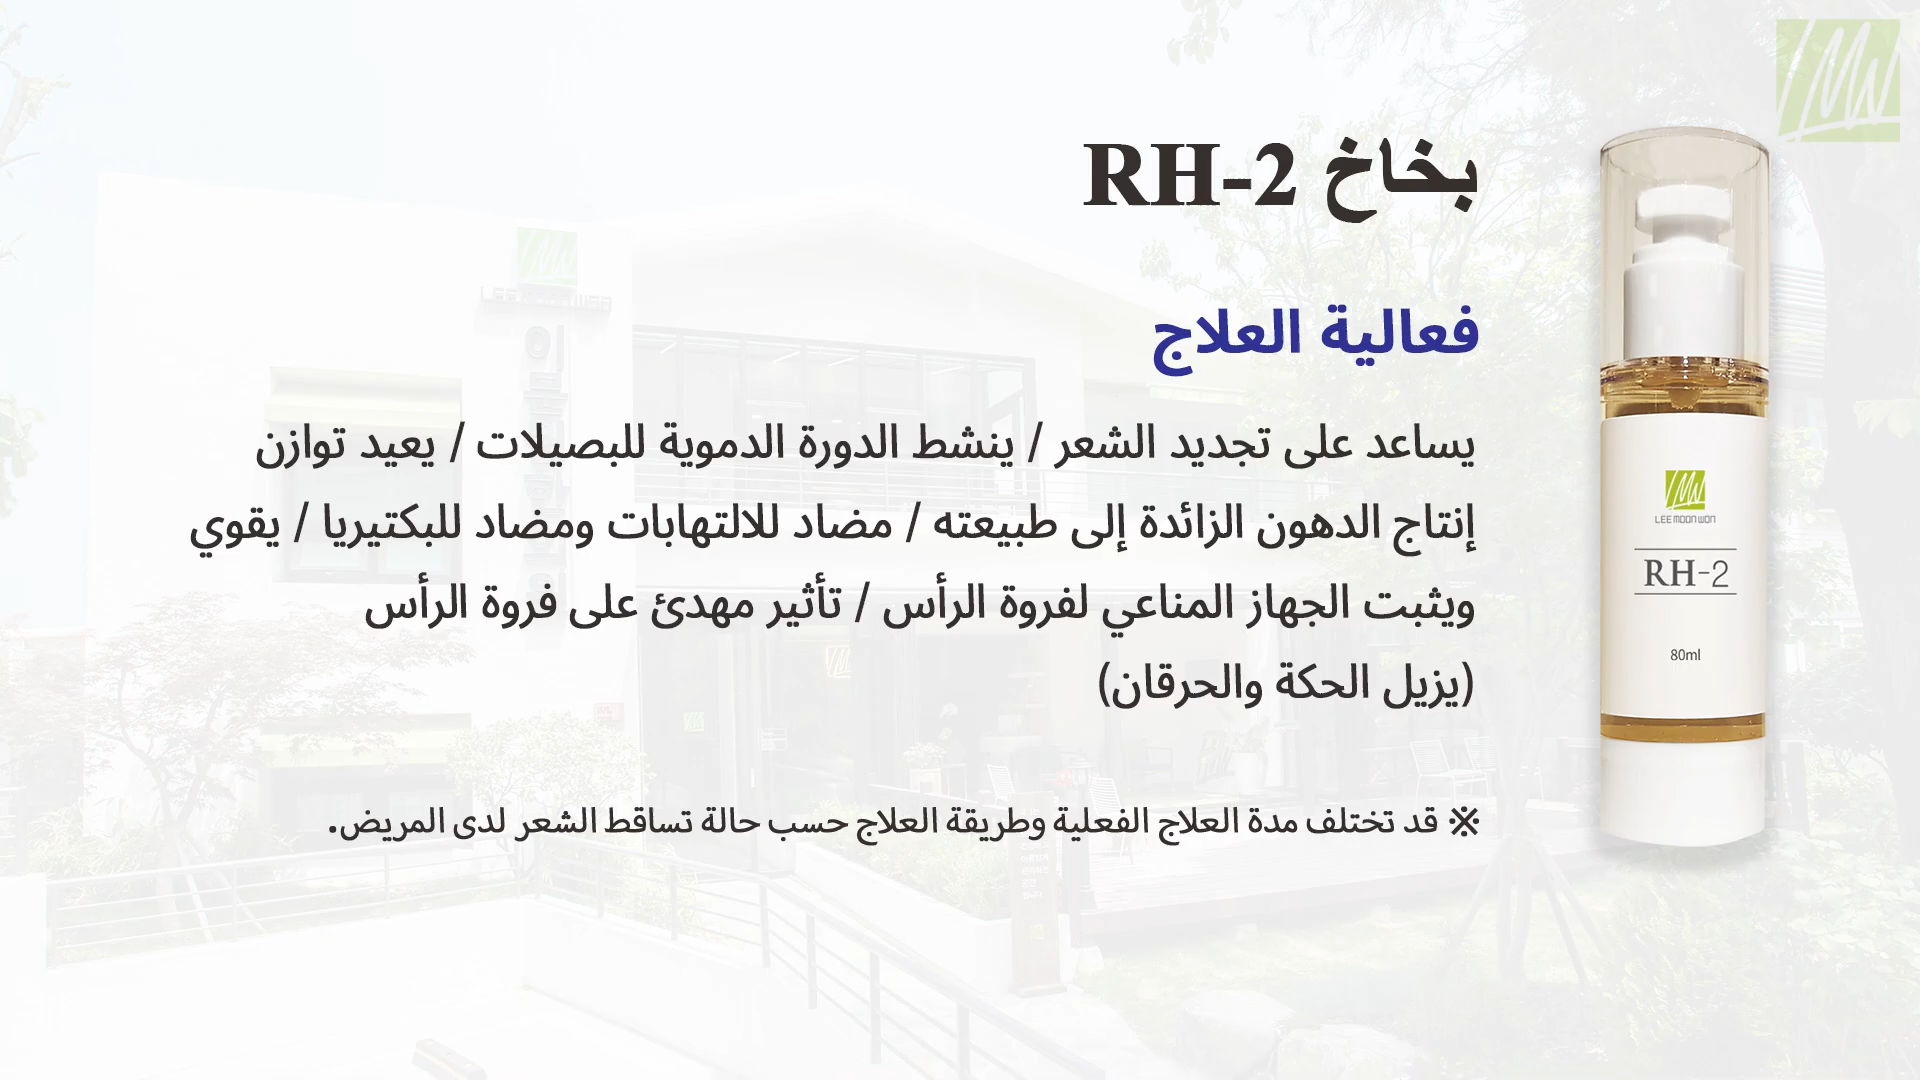 بخاخ RH-2
فعالية العلاج
يساعد على تجديد الشعر / ينشط الدورة الدموية للبصيلات / يعيد توازن
إنتاج الدهون الزائدة إلى طبيعته / مضاد للالتهابات ومضاد للبكتيريا / يقوي
ويثبت الجهاز المناعي لفروة الرأس / تأثير مهدئ على فروة الرأس
(يزيل الحكة والحرقان)
※ قد تختلف مدة العلاج الفعلية وطريقة العلاج حسب حالة تساقط الشعر لدى المريض.
LEE MOON WON
RH-2
80ml